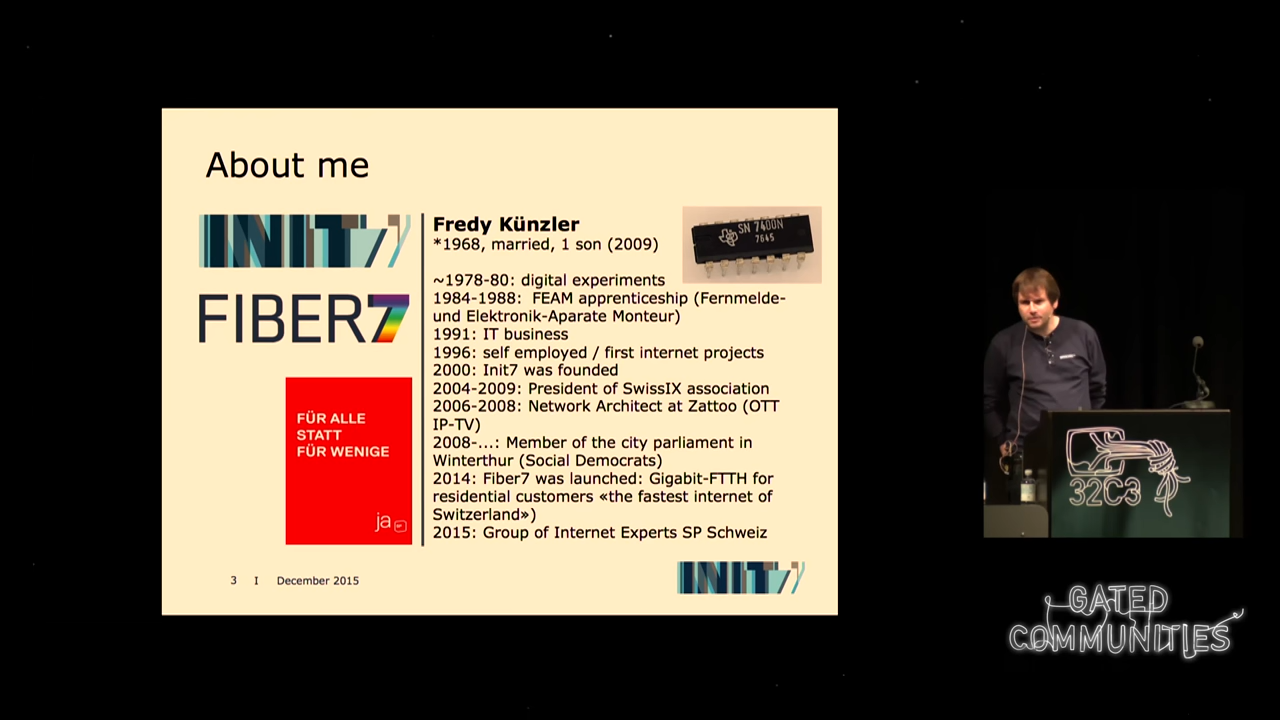 About me
INIT7
FIBER7
FÜR ALLE
STATT
FÜR WENIGE
ja
Fredy Künzler
*1968, married, 1 son (2009)
SN 7400N
7645
~1978-80: digital experiments
1984-1988: FEAM apprenticeship (Fernmelde-
und Elektronik-Aparate Monteur)
1991: IT business
1996: self employed / first internet projects
2000: Init7 was founded
2004-2009: President of SwissIX association
2006-2008: Network Architect at Zattoo (OTT
IP-TV)
2008-...: Member of the city parliament in
Winterthur (Social Democrats)
2014: Fiber7 was launched: Gigabit-FTTH for
residential customers «the fastest internet of
Switzerland»)
2015: Group of Internet Experts SP Schweiz
3 I December 2015
INIT7
32C3
GATED
COMMUNITIES